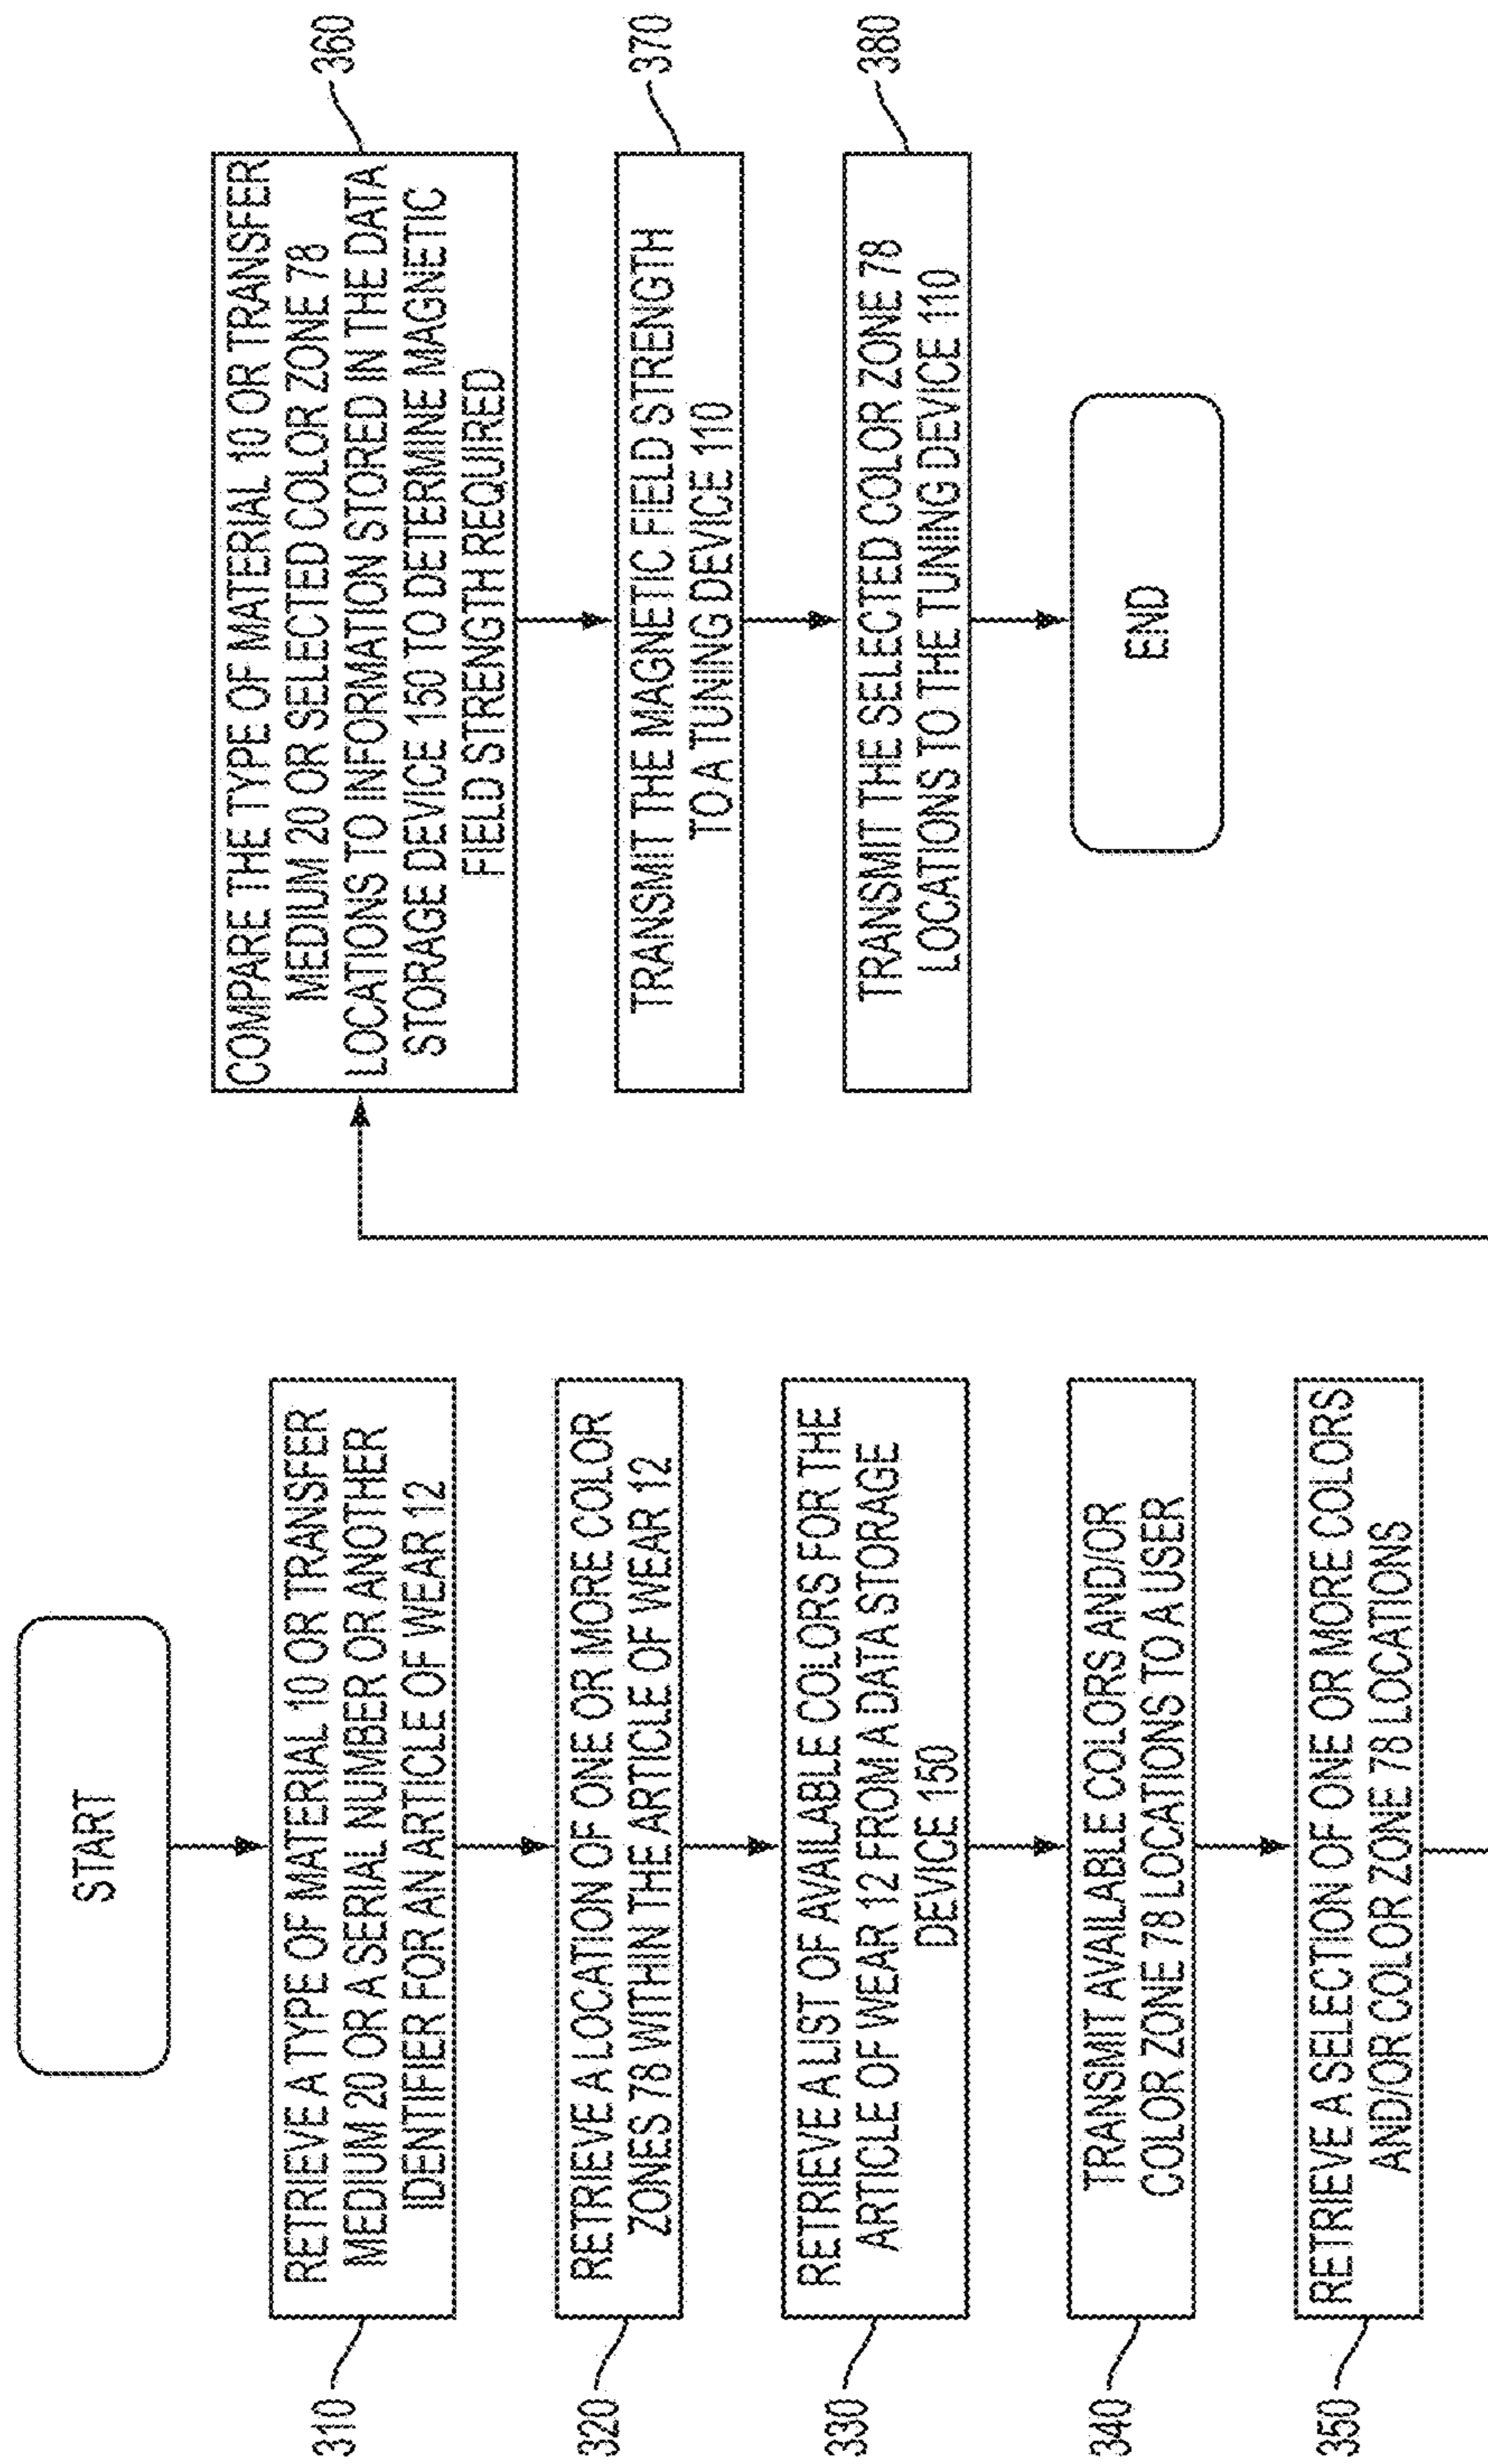 START
310
RETRIEVE A TYPE OF MATERIAL 10 OR TRANSFER
MEDIUM 20 OR A SERIAL NUMBER OR ANOTHER
IDENTIFIER FOR AN ARTICLE OF WEAR 12
320
RETRIEVE A LOCATION OF ONE OR MORE COLOR
ZONES 78 WITHIN THE ARTICLE OF WEAR 12
330
RETRIEVE A LIST OF AVAILABLE COLORS FOR THE
ARTICLE OF WEAR 12 FROM A DATA STORAGE
DEVICE 150
340
TRANSMIT AVAILABLE COLORS AND/OR
COLOR ZONE 78 LOCATIONS TO A USER
350
RETRIEVE A SELECTION OF ONE OR MORE COLORS
AND/OR COLOR ZONE 78 LOCATIONS
360
COMPARE THE TYPE OF MATERIAL 10 OR TRANSFER
MEDIUM 20 OR SELECTED COLOR ZONE 78
LOCATIONS TO INFORMATION STORED IN THE DATA
STORAGE DEVICE 150 TO DETERMINE MAGNETIC
FIELD STRENGTH REQUIRED
370
TRANSMIT THE MAGNETIC FIELD STRENGTH
TO A TUNING DEVICE 110
380
TRANSMIT THE SELECTED COLOR ZONE 78
LOCATIONS TO THE TUNING DEVICE 110
END